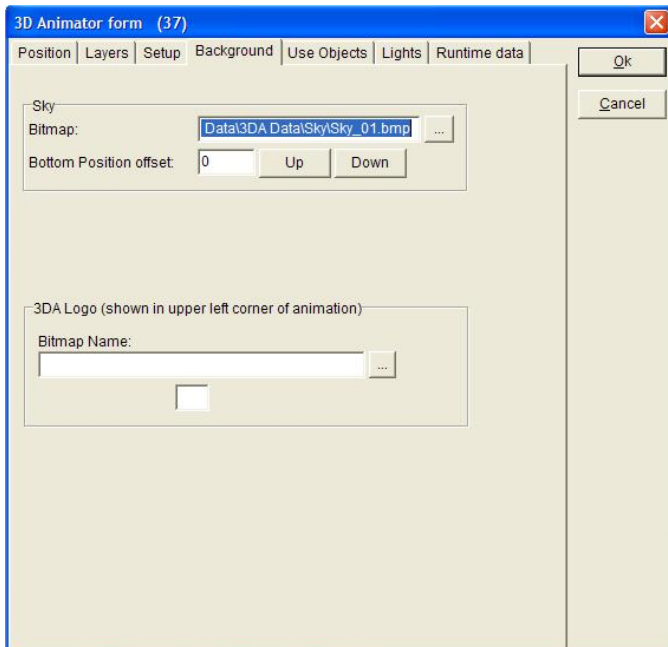 3D Animator form (37)
Position Layers Setup Background Use Objects Lights Runtime data
Ok
Cancel
Sky
Bitmap: Data\3DA Data\Sky\Sky_01.bmp ...
Bottom Position offset: 0 Up Down
3DA Logo (shown in upper left corner of animation)
Bitmap Name:
...